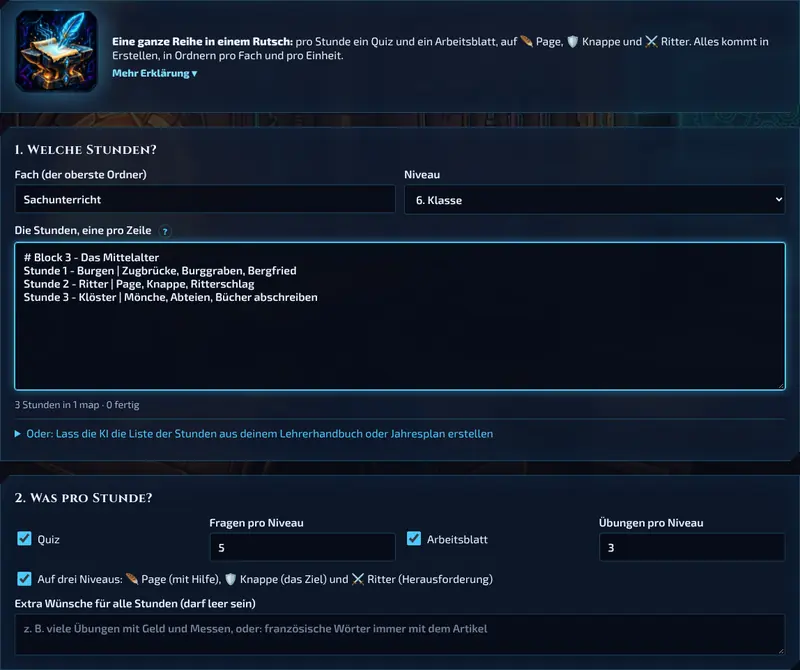 Eine ganze Reihe in einem Rutsch: pro Stunde ein Quiz und ein Arbeitsblatt, auf 🪶 Page, 🛡️ Knappe und ⚔️ Ritter. Alles kommt in
Erstellen, in Ordnern pro Fach und pro Einheit.
Mehr Erklärung ▾
1. Welche Stunden?
Fach (der oberste Ordner)
Niveau
Sachunterricht
6. Klasse
Die Stunden, eine pro Zeile ?
# Block 3 - Das Mittelalter
Stunde 1 - Burgen | Zugbrücke, Burggraben, Bergfried
Stunde 2 - Ritter | Page, Knappe, Ritterschlag
Stunde 3 - Klöster | Mönche, Abteien, Bücher abschreiben
3 Stunden in 1 map · 0 fertig
▶ Oder: Lass die KI die Liste der Stunden aus deinem Lehrerhandbuch oder Jahresplan erstellen
2. Was pro Stunde?
Quiz
Fragen pro Niveau
5
Arbeitsblatt
Übungen pro Niveau
3
Auf drei Niveaus: 🪶 Page (mit Hilfe), 🛡️ Knappe (das Ziel) und ⚔️ Ritter (Herausforderung)
Extra Wünsche für alle Stunden (darf leer sein)
z. B. viele Übungen mit Geld und Messen, oder: französische Wörter immer mit dem Artikel